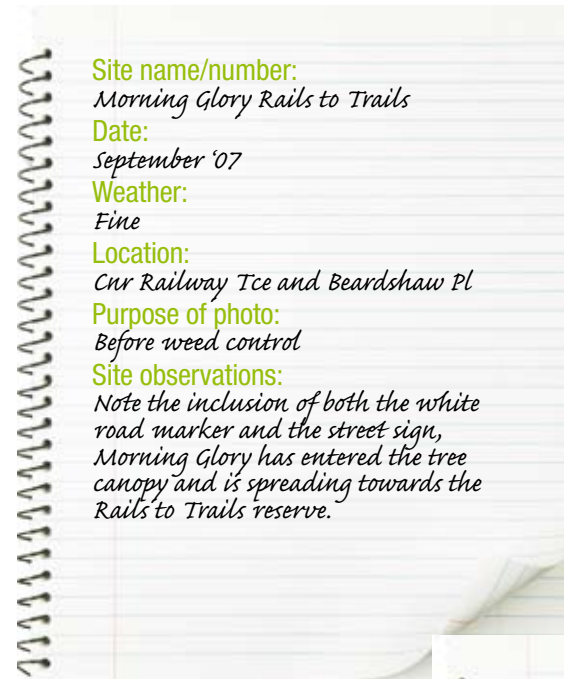 Site name/number:
Morning Glory Rails to Trails
Date:
September ‘07
Weather:
Fine
Location:
Cnr Railway Tce and Beardshaw Pl
Purpose of photo:
Before weed control
Site observations:
Note the inclusion of both the white
road marker and the street sign,
Morning Glory has entered the tree
canopy and is spreading towards the
Rails to Trails reserve.